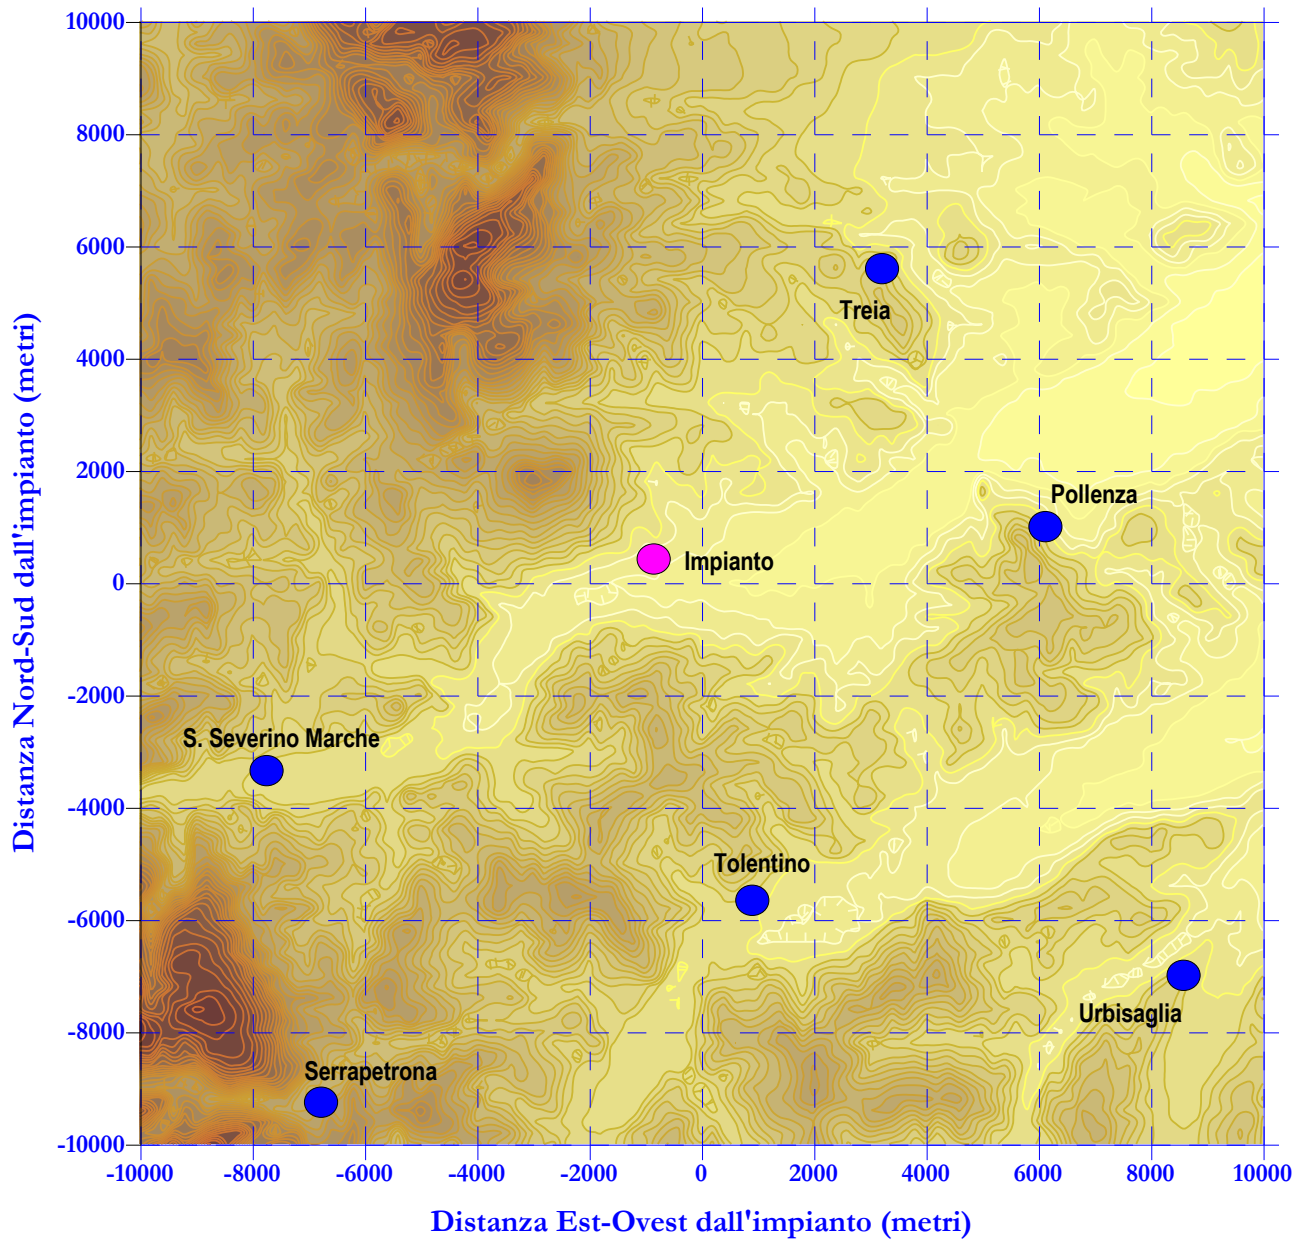 10000
8000
6000
4000
2000
0
-2000
-4000
-6000
-8000
-10000
Distanza Nord-Sud dall'impianto (metri)
Treia
Pollenza
Impianto
S. Severino Marche
Tolentino
Urbisaglia
Serrapetrona
-10000 -8000 -6000 -4000 -2000 0 2000 4000 6000 8000 10000
Distanza Est-Ovest dall'impianto (metri)